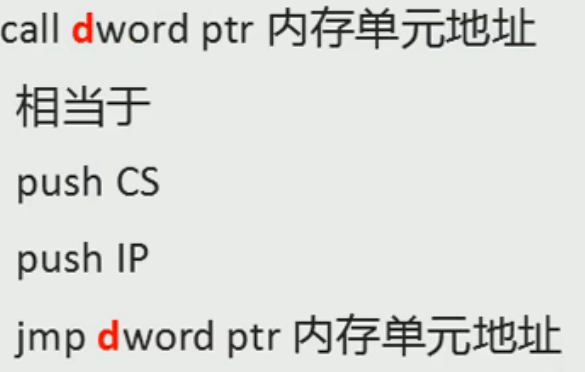 call dword ptr 内存单元地址
相当于
push CS
push IP
jmp dword ptr 内存单元地址